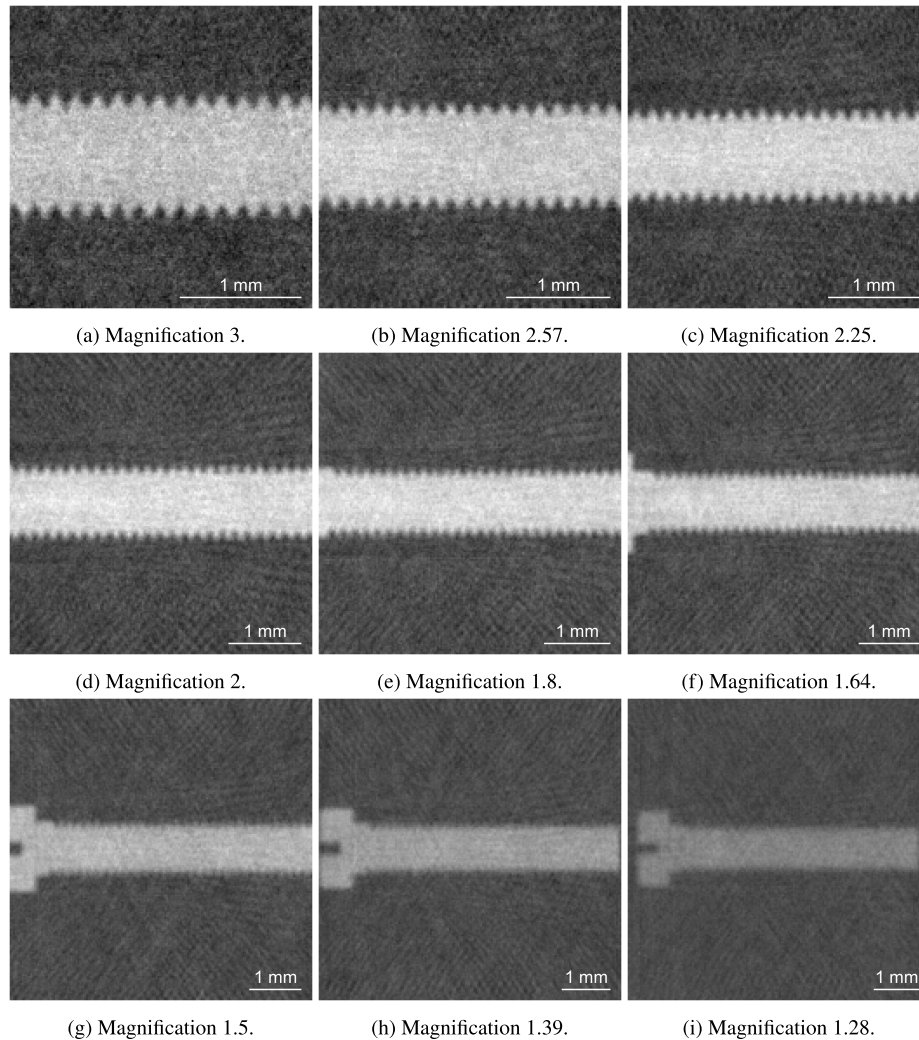 1 mm 1 mm 1 mm
(a) Magnification 3. (b) Magnification 2.57. (c) Magnification 2.25.
1 mm 1 mm 1 mm
(d) Magnification 2. (e) Magnification 1.8. (f) Magnification 1.64.
1 mm 1 mm 1 mm
(g) Magnification 1.5. (h) Magnification 1.39. (i) Magnification 1.28.